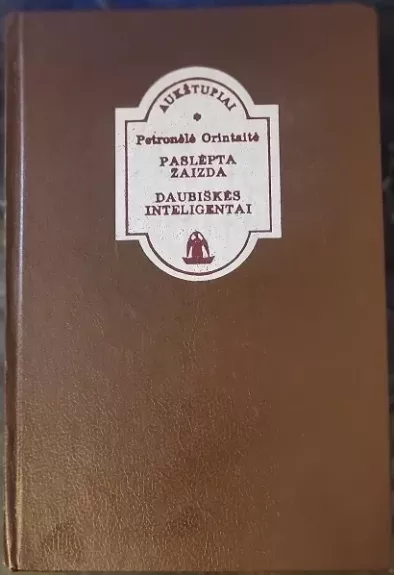 AUKŠTUPIAI
*
Petronėlė Orintaitė
PASLĖPTA
ŽAIZDA
DAUBIŠKĖS
INTELIGENTAI